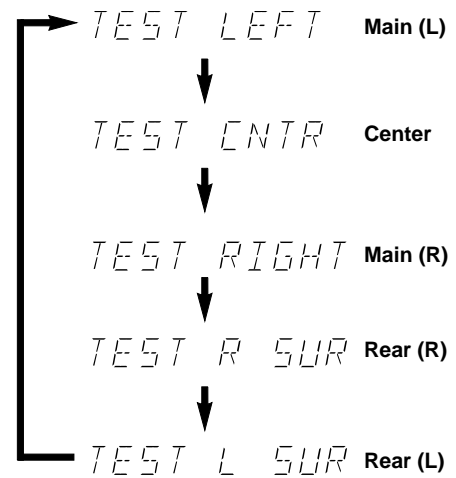 TEST LEFT Main (L)
TEST CNTR Center
TEST RIGHT Main (R)
TEST R SUR Rear (R)
TEST L SUR Rear (L)